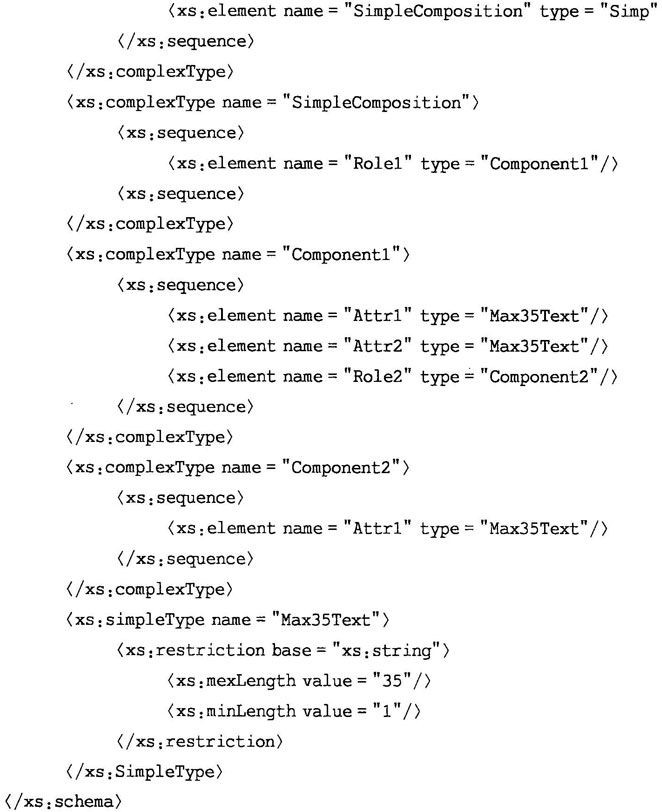 〈xs:element name = "SimpleComposition" type = "Simp"
〈/xs:sequence〉
〈/xs:complexType〉
〈xs:complexType name = "SimpleComposition"〉
〈xs:sequence〉
〈xs:element name = "Role1" type = "Component1"/〉
〈xs:sequence〉
〈/xs:complexType〉
〈xs:complexType name = "Component1"〉
〈xs:sequence〉
〈xs:element name = "Attr1" type = "Max35Text"/〉
〈xs:element name = "Attr2" type = "Max35Text"/〉
〈xs:element name = "Role2" type = "Component2"/〉
〈/xs:sequence〉
〈/xs:complexType〉
〈xs:complexType name = "Component2"〉
〈xs:sequence〉
〈xs:element name = "Attr1" type = "Max35Text"/〉
〈/xs:sequence〉
〈/xs:complexType〉
〈xs:simpleType name = "Max35Text"〉
〈xs:restriction base = "xs:string"〉
〈xs:mexLength value = "35"/〉
〈xs:minLength value = "1"/〉
〈/xs:restriction〉
〈/xs:SimpleType〉
〈/xs:schema〉